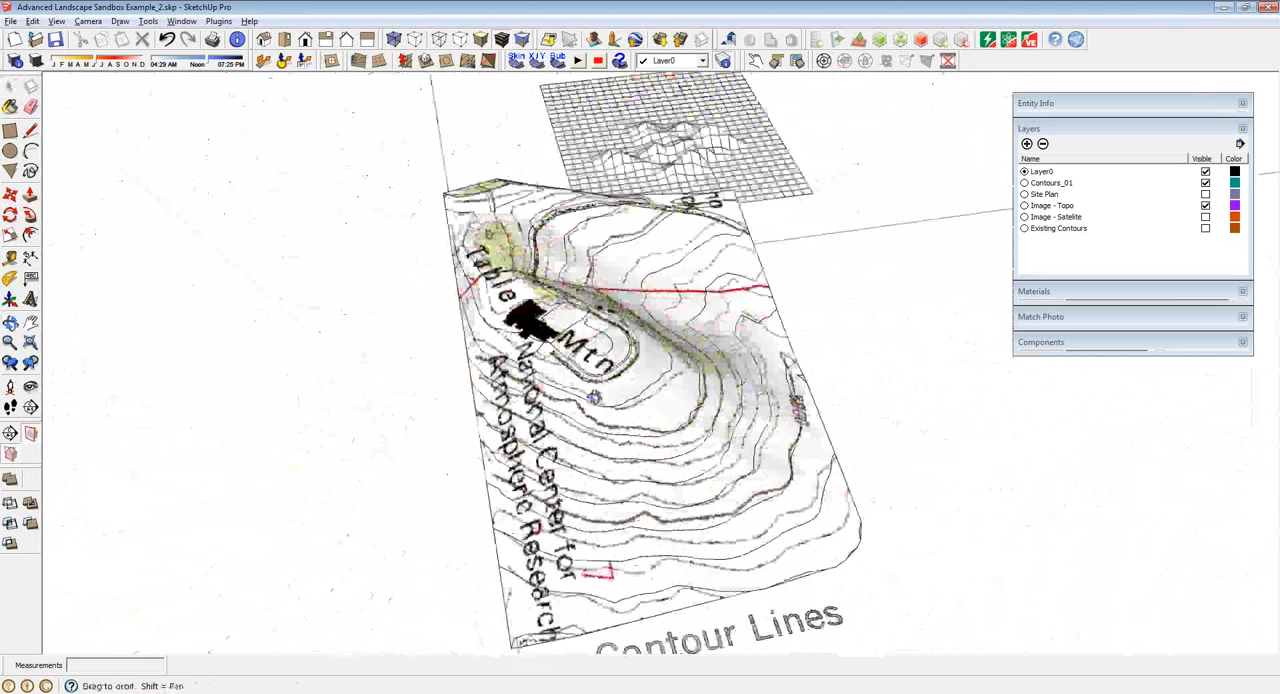 Advanced Landscape Sandbox Example_2.skp - SketchUp Pro
File Edit View Camera Draw Tools Window Plugins Help
J F M A M J J A S O N D 04:29 AM Noon 07:25 PM
Skin X/Y Bub
Layer0
Entity Info
Layers
Name Visible Color
Layer0
Contours_01
Site Plan
Image - Topo
Image - Satelite
Existing Contours
Materials
Match Photo
Components
Table
Mtn
National Center for
Atmospheric Research
Contour Lines
Measurements
Drag to orbit. Shift = Pan